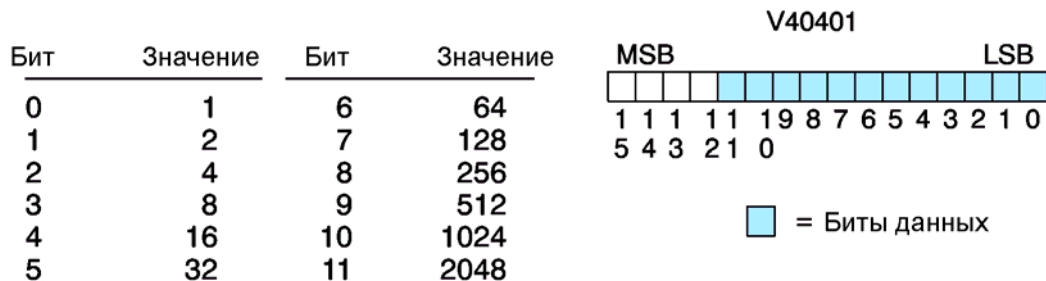 Бит Значение Бит Значение
0 1 6 64
1 2 7 128
2 4 8 256
3 8 9 512
4 16 10 1024
5 32 11 2048
V40401
MSB LSB
1 1 1 1 1 1 9 8 7 6 5 4 3 2 1 0
5 4 3 2 1 0
= Биты данных